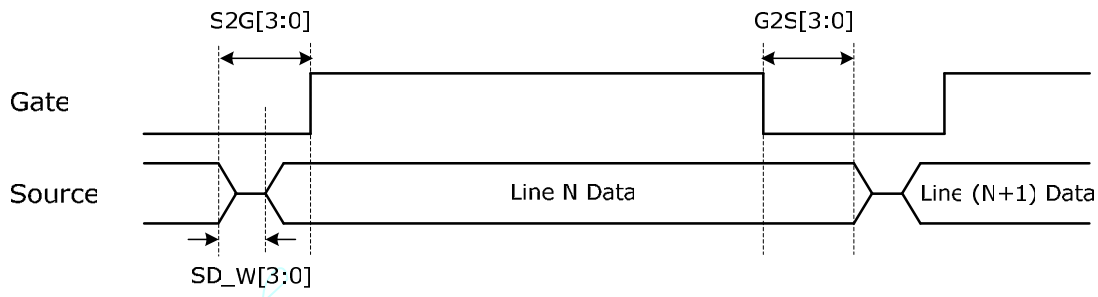 S2G[3:0] G2S[3:0]
Gate
Source Line N Data Line (N+1) Data
SD_W[3:0]